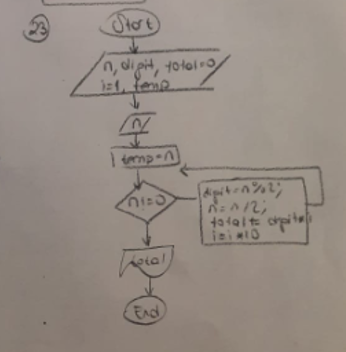 23
Start
n, digit, total=0
i=1, temp
n
temp=n
n!=0
digit=n%2;
n=n/2;
total += digit*i
i=i*10
total
End